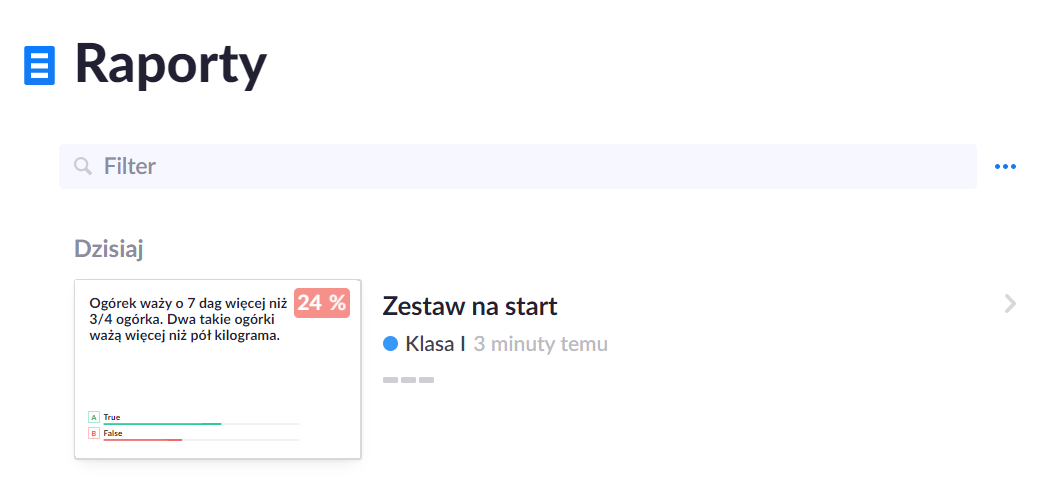 Raporty
Filter
Dzisiaj
Ogórek waży o 7 dag więcej niż
3/4 ogórka. Dwa takie ogórki
ważą więcej niż pół kilograma.
24 %
A True
B False
Zestaw na start
Klasa I 3 minuty temu